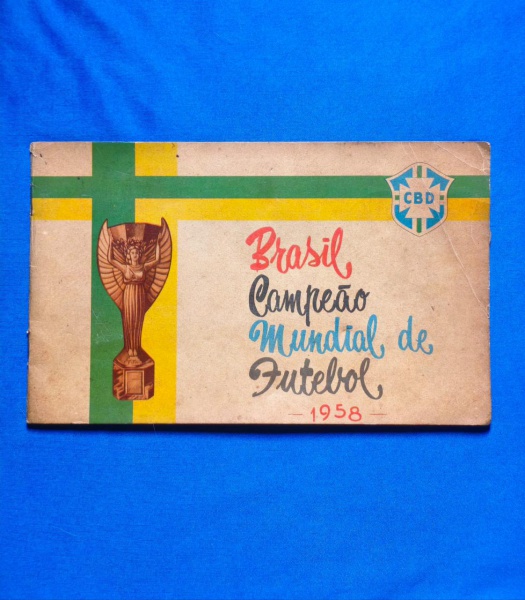 CBD
Brasil
Campeão
Mundial de
Futebol
- 1958 -